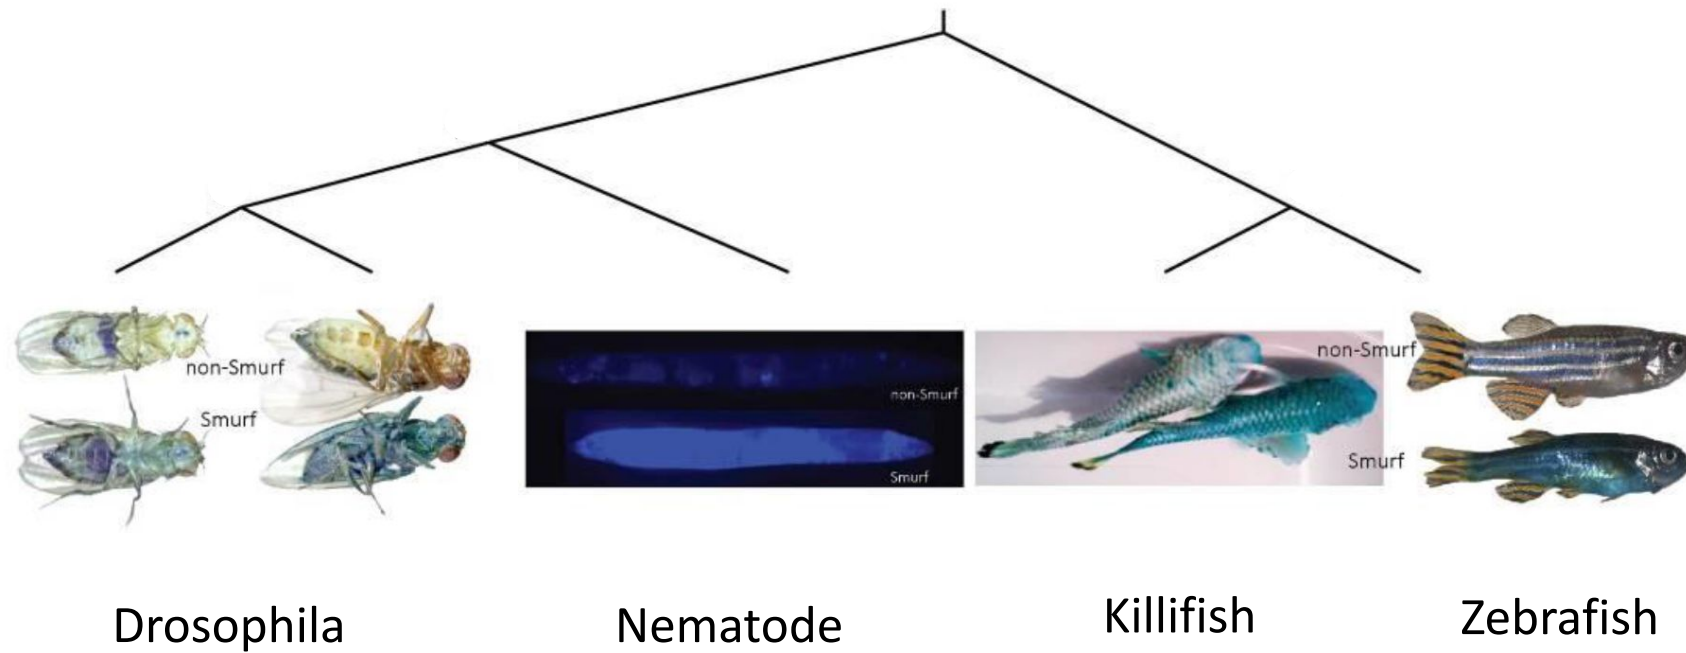 non-Smurf
Smurf
non-Smurf
Smurf
non-Smurf
Smurf
Drosophila
Nematode
Killifish
Zebrafish